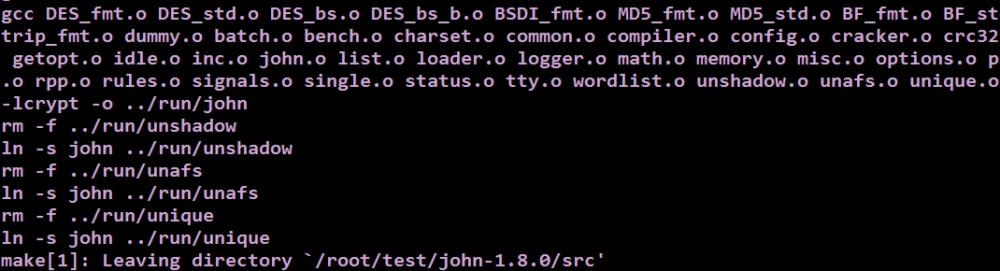 gcc DES_fmt.o DES_std.o DES_bs.o DES_bs_b.o BSDI_fmt.o MD5_fmt.o MD5_std.o BF_fmt.o BF_st
trip_fmt.o dummy.o batch.o bench.o charset.o common.o compiler.o config.o cracker.o crc32
getopt.o idle.o inc.o john.o list.o loader.o logger.o math.o memory.o misc.o options.o p
.o rpp.o rules.o signals.o single.o status.o tty.o wordlist.o unshadow.o unafs.o unique.o
-lcrypt -o ../run/john
rm -f ../run/unshadow
ln -s john ../run/unshadow
rm -f ../run/unafs
ln -s john ../run/unafs
rm -f ../run/unique
ln -s john ../run/unique
make[1]: Leaving directory `/root/test/john-1.8.0/src'